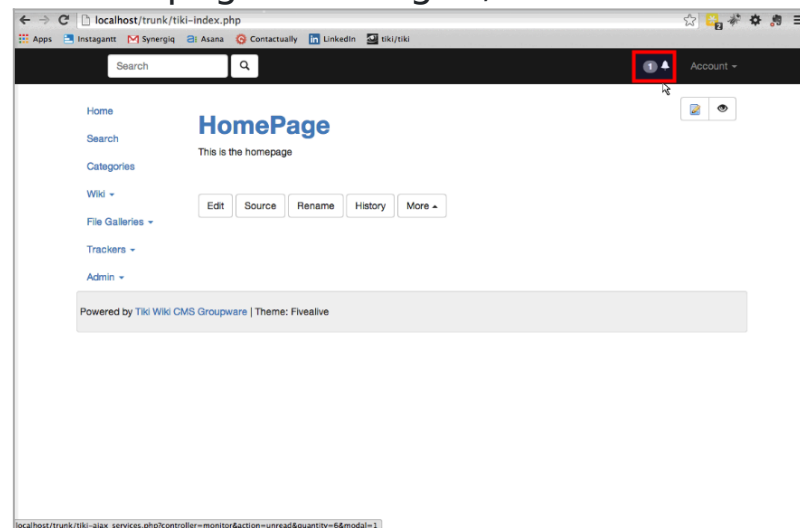 localhost/trunk/tiki-index.php
Apps Instagantt Synergiq Asana Contactually LinkedIn tiki/tiki
Search 1 Account
Home
HomePage
Search
This is the homepage
Categories
Wiki
Edit Source Rename History More
File Galleries
Trackers
Admin
Powered by Tiki Wiki CMS Groupware | Theme: Fivealive
localhost/trunk/tiki-ajax_services.php?controller=monitor&action=unread&quantity=6&modal=1